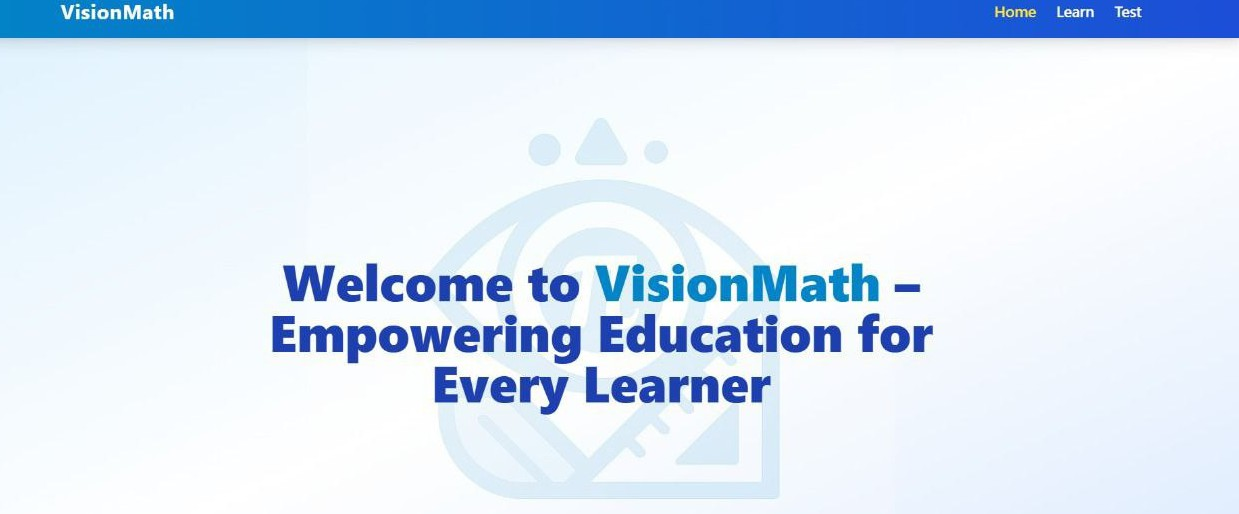 VisionMath
Home Learn Test
Welcome to VisionMath –
Empowering Education for
Every Learner